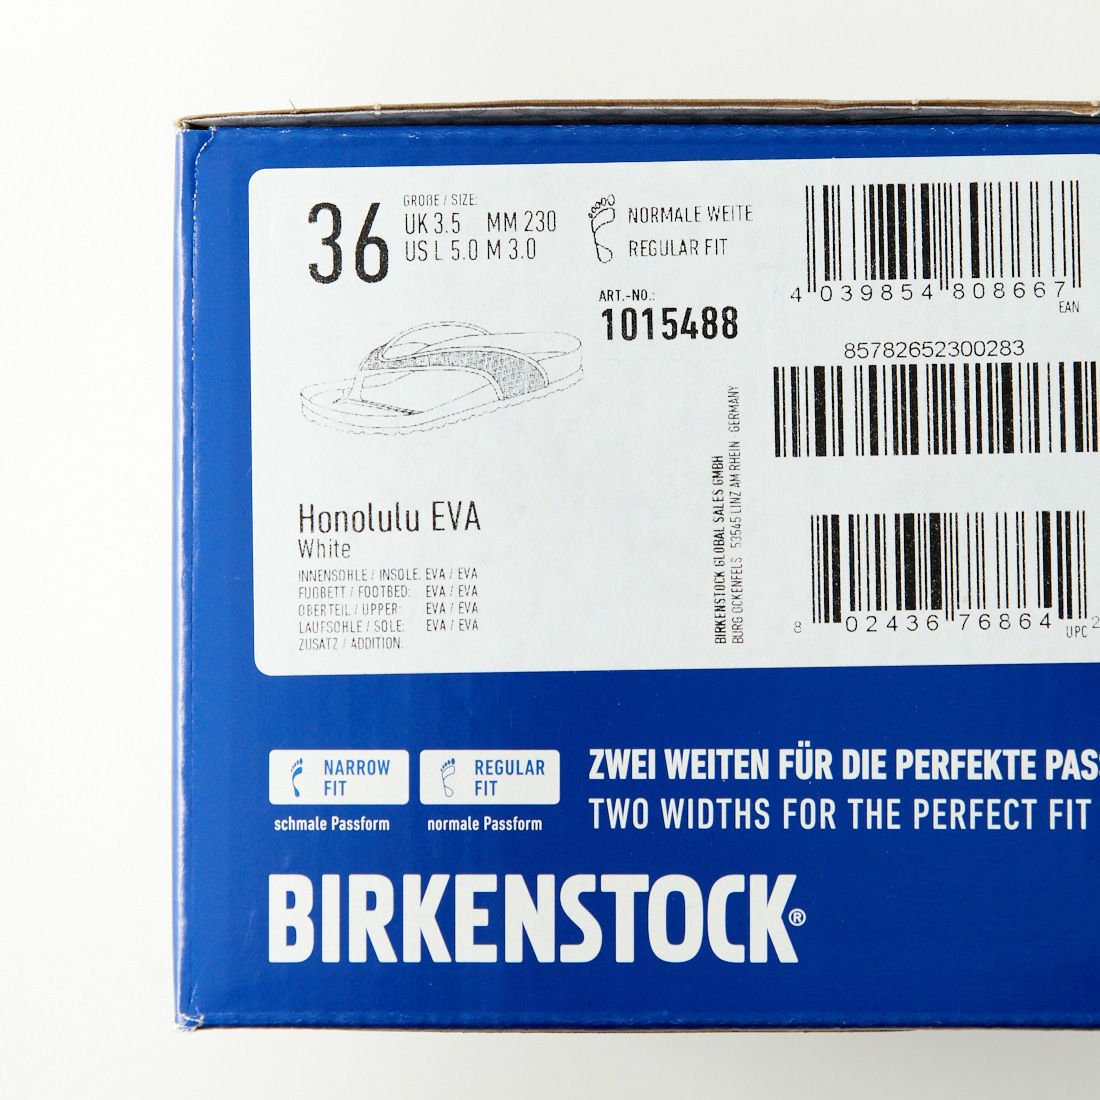 36
GRÖßE / SIZE:
UK 3.5 MM 230
US L 5.0 M 3.0
NORMALE WEITE
REGULAR FIT
ART.-NO.:
1015488
4 039854 808667
EAN
85782652300283
Honolulu EVA
White
INNENSOHLE / INSOLE: EVA / EVA
FUßBETT / FOOTBED: EVA / EVA
OBERTEIL / UPPER: EVA / EVA
LAUFSOHLE / SOLE: EVA / EVA
ZUSATZ / ADDITION:
BIRKENSTOCK GLOBAL SALES GMBH
BURG OCKENFELS · 53545 LINZ AM RHEIN · GERMANY
8 02436 76864 2
UPC
NARROW
FIT
schmale Passform
REGULAR
FIT
normale Passform
ZWEI WEITEN FÜR DIE PERFEKTE PASS
TWO WIDTHS FOR THE PERFECT FIT
BIRKENSTOCK®